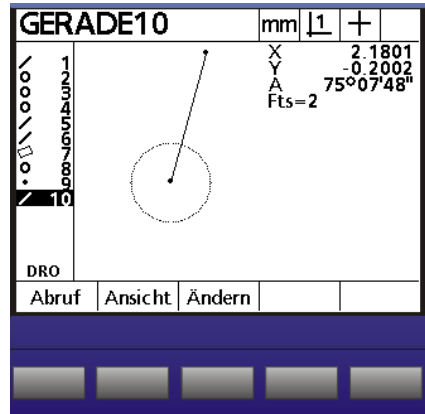 GERADE10 mm 1
X 2.1801
Y -0.2002
A 75°07'48"
Fts=2
1
2
3
4
5
6
7
8
9
10
DRO
Abruf Ansicht Ändern